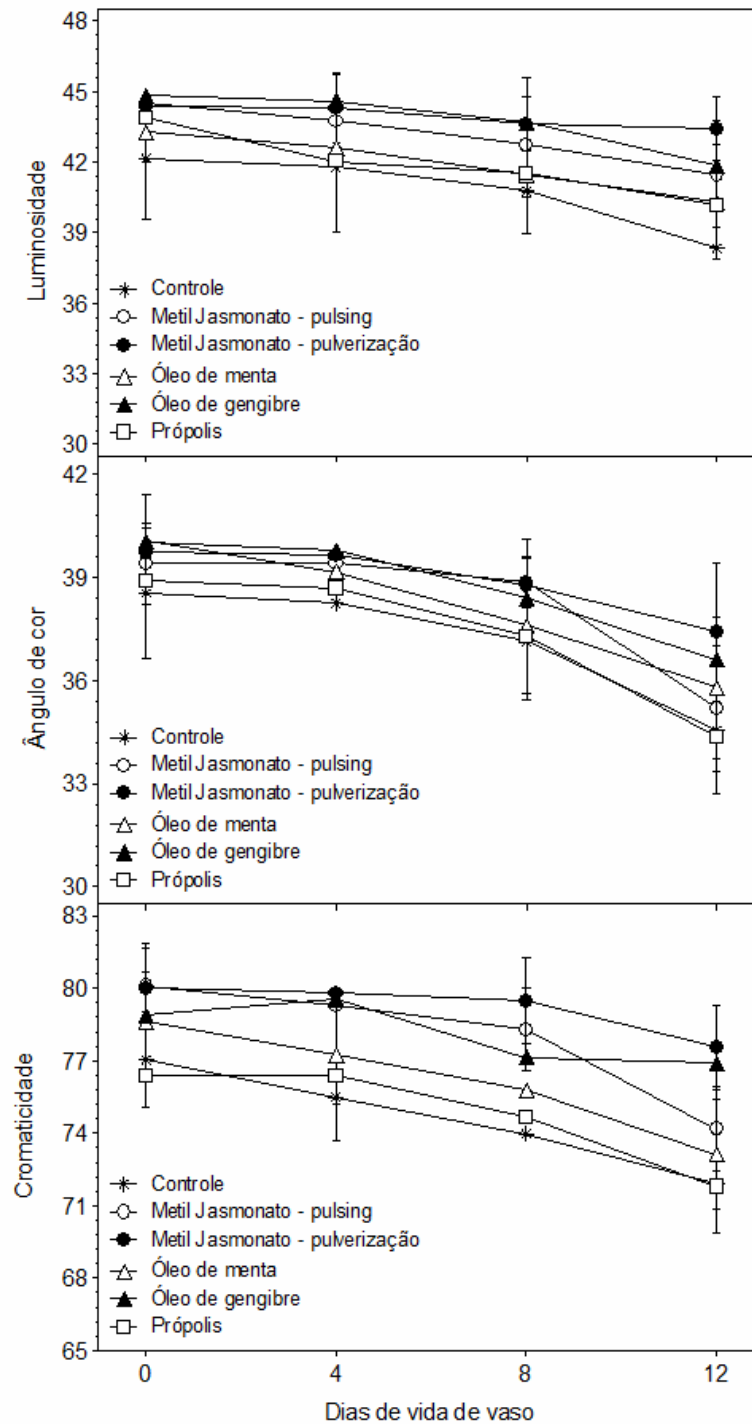 48
45
42
39
36
33
30
Luminosidade
Controle
Metil Jasmonato - pulsing
Metil Jasmonato - pulverização
Óleo de menta
Óleo de gengibre
Própolis
42
39
36
33
30
Ângulo de cor
Controle
Metil Jasmonato - pulsing
Metil Jasmonato - pulverização
Óleo de menta
Óleo de gengibre
Própolis
83
80
77
74
71
68
65
Cromaticidade
Controle
Metil Jasmonato - pulsing
Metil Jasmonato - pulverização
Óleo de menta
Óleo de gengibre
Própolis
0 4 8 12
Dias de vida de vaso